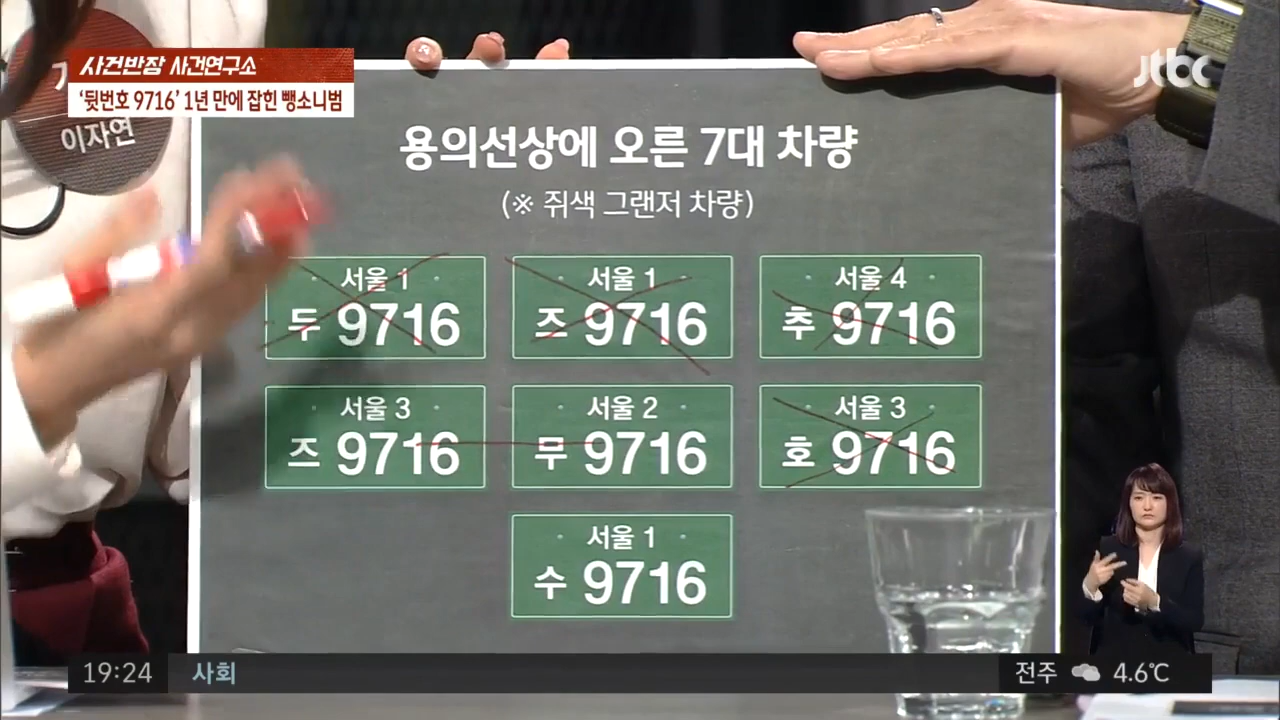 사건반장 사건연구소
‘뒷번호 9716’ 1년 만에 잡힌 뺑소니범
jtbc
이자연
용의선상에 오른 7대 차량
(※ 쥐색 그랜저 차량)
서울 1
두 9716
서울 1
즈 9716
서울 4
추 9716
서울 3
즈 9716
서울 2
무 9716
서울 3
호 9716
서울 1
수 9716
19:24 사회
전주 4.6℃